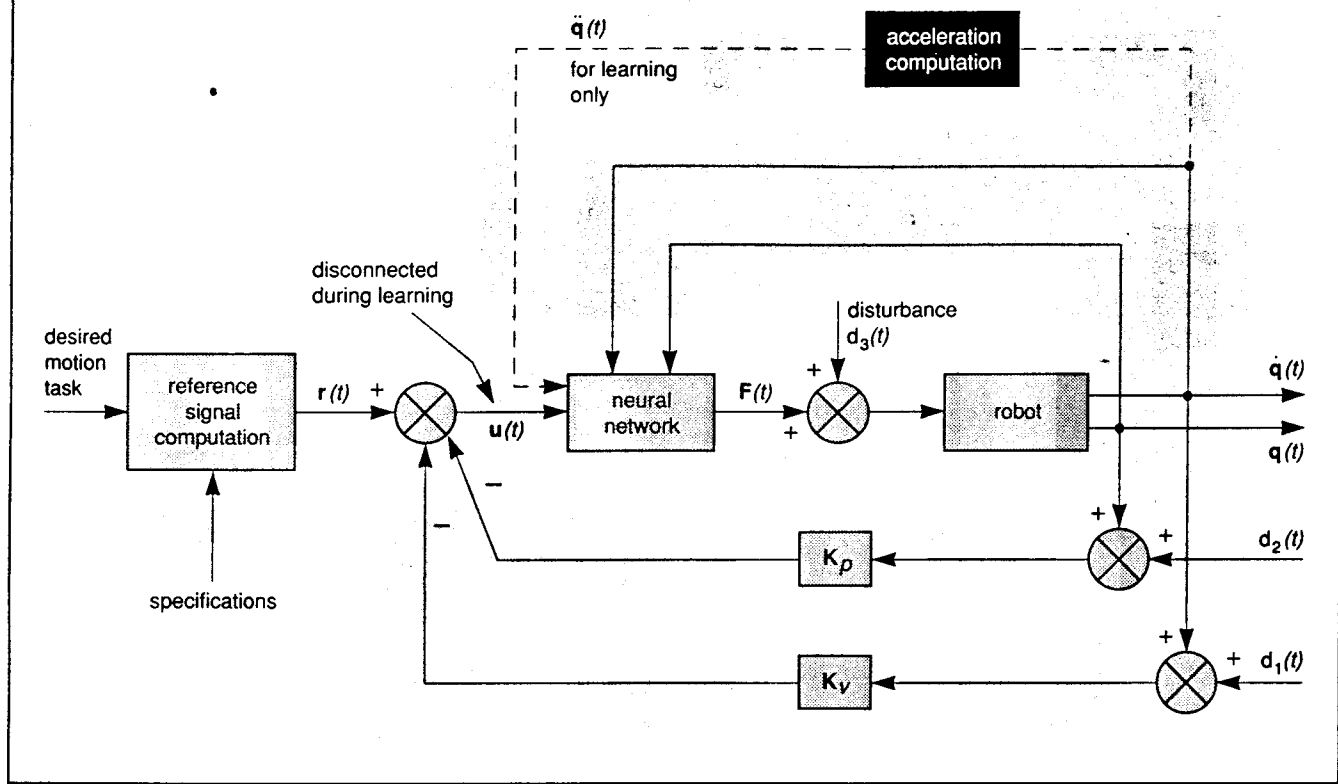 q̈(t)
for learning
only
acceleration
computation
disconnected
during learning
disturbance
d₃(t)
desired
motion
task
reference
signal
computation
r(t)
+
u(t)
neural
network
F(t)
+
+
robot
q̇(t)
q(t)
−
−
Kₚ
+
+
d₂(t)
specifications
Kᵥ
+
+
d₁(t)